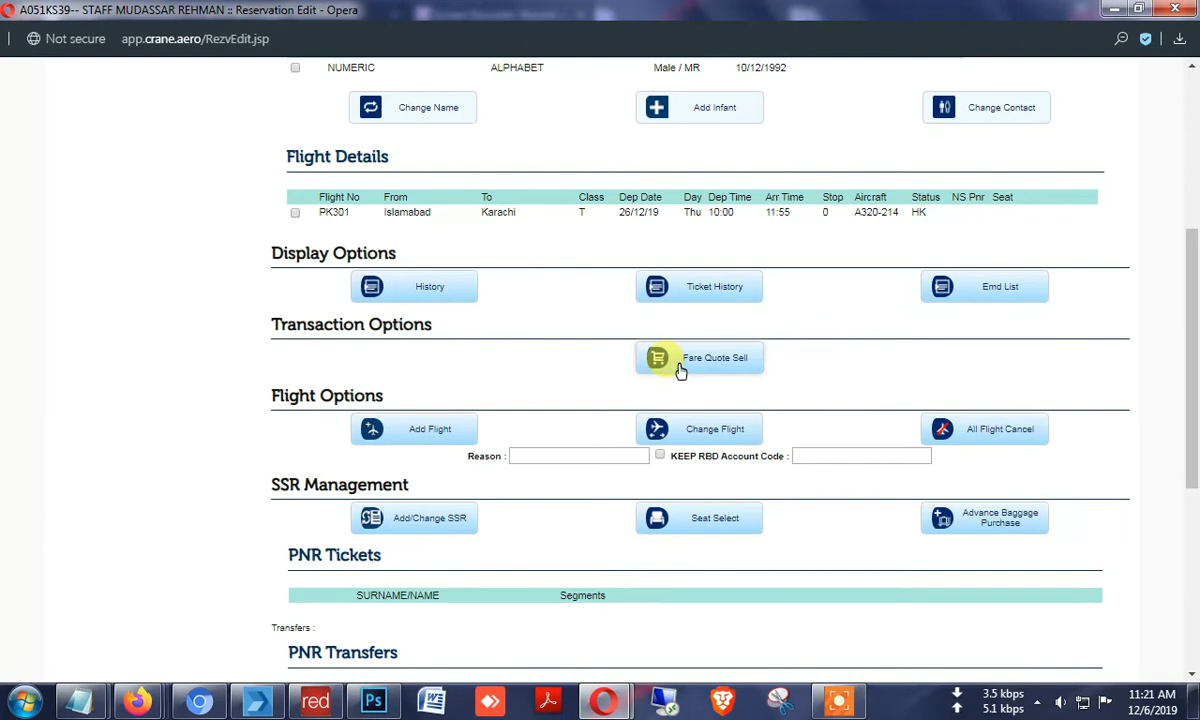 A051KS39-- STAFF MUDASSAR REHMAN :: Reservation Edit - Opera
Not secure app.crane.aero/RezvEdit.jsp
NUMERIC ALPHABET Male / MR 10/12/1992
Change Name Add Infant Change Contact
Flight Details
Flight No From To Class Dep Date Day Dep Time Arr Time Stop Aircraft Status NS Pnr Seat
PK301 Islamabad Karachi T 26/12/19 Thu 10:00 11:55 0 A320-214 HK
Display Options
History Ticket History Emd List
Transaction Options
Fare Quote Sell
Flight Options
Add Flight Change Flight All Flight Cancel
Reason : KEEP RBD Account Code :
SSR Management
Add/Change SSR Seat Select Advance Baggage Purchase
PNR Tickets
SURNAME/NAME Segments
Transfers :
PNR Transfers
red Ps W 3.5 kbps 11:21 AM
5.1 kbps 12/6/2019